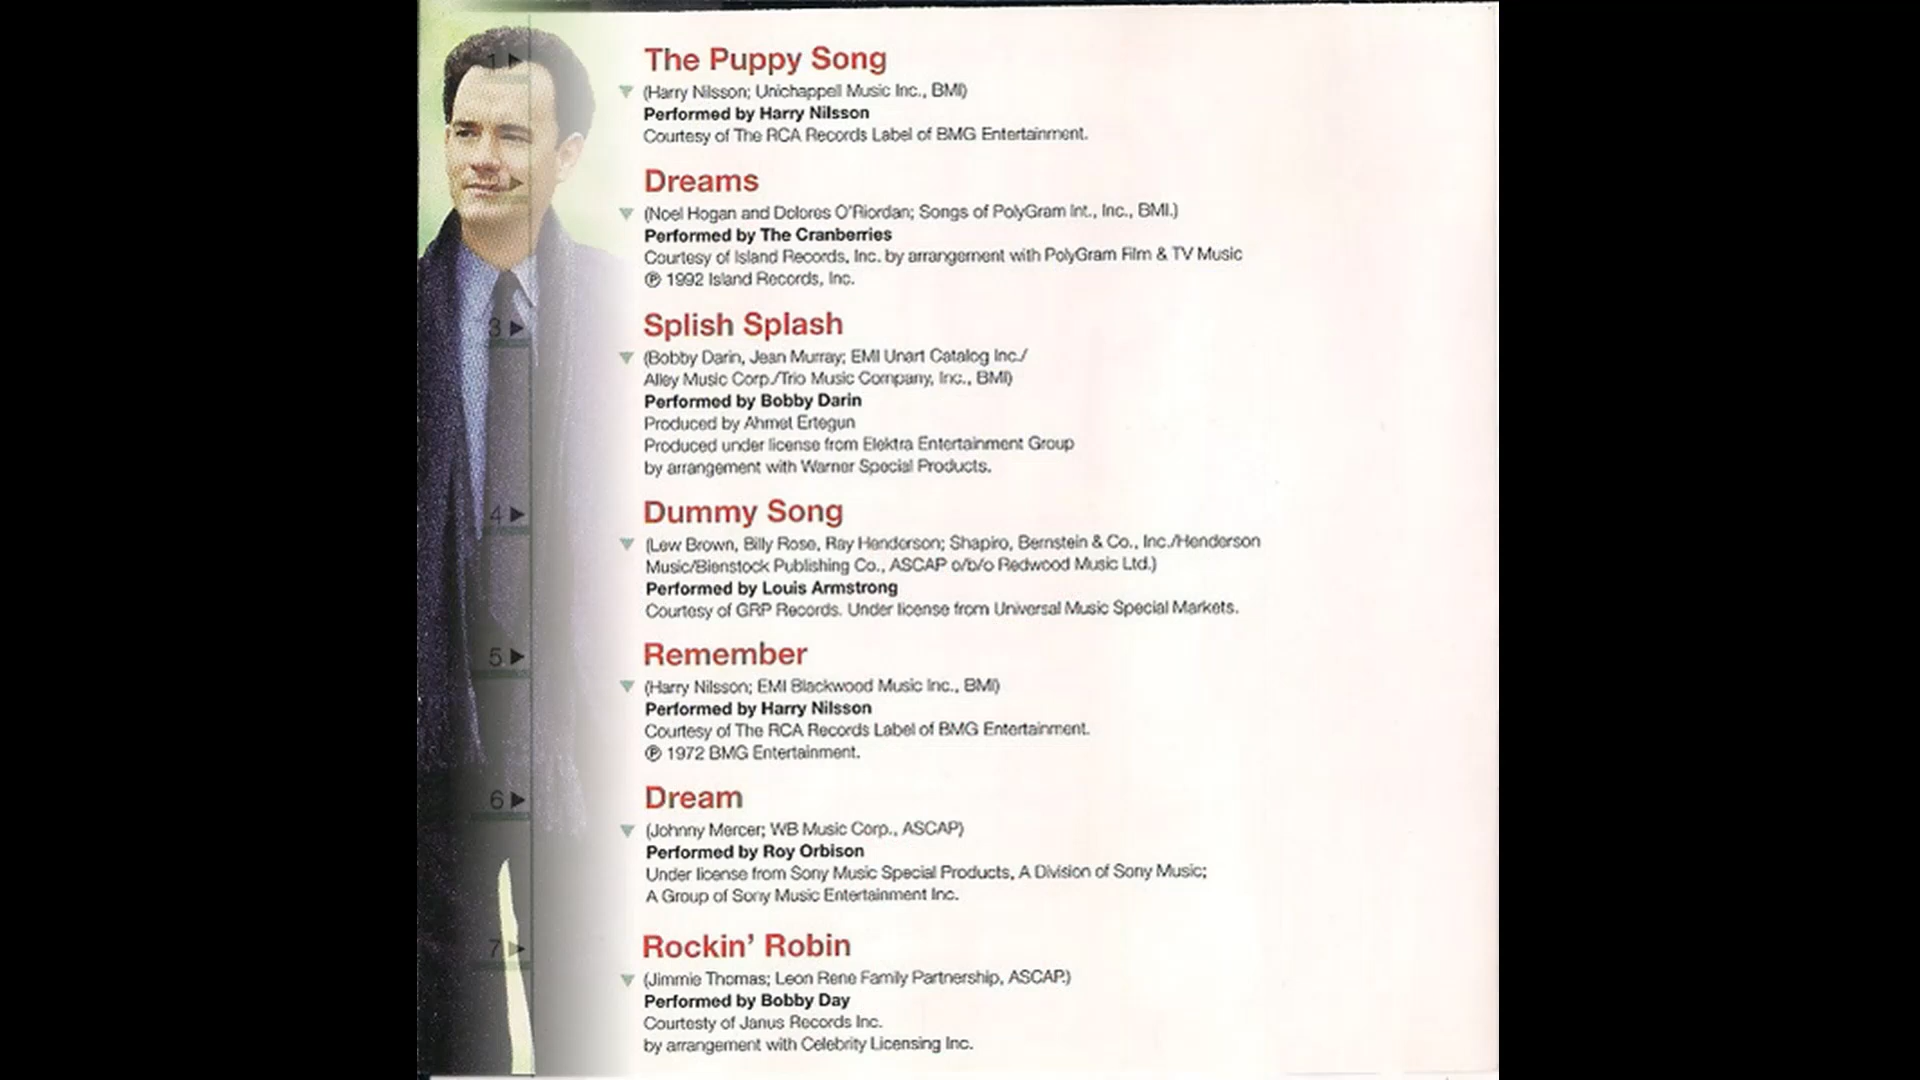 1 ▶ The Puppy Song
(Harry Nilsson; Unichappell Music Inc., BMI)
Performed by Harry Nilsson
Courtesy of The RCA Records Label of BMG Entertainment.
▶ Dreams
(Noel Hogan and Dolores O'Riordan; Songs of PolyGram Int., Inc., BMI.)
Performed by The Cranberries
Courtesy of Island Records, Inc. by arrangement with PolyGram Film & TV Music
℗ 1992 Island Records, Inc.
3 ▶ Splish Splash
(Bobby Darin, Jean Murray; EMI Unart Catalog Inc./
Alley Music Corp./Trio Music Company, Inc., BMI)
Performed by Bobby Darin
Produced by Ahmet Ertegun
Produced under license from Elektra Entertainment Group
by arrangement with Warner Special Products.
4 ▶ Dummy Song
(Lew Brown, Billy Rose, Ray Henderson; Shapiro, Bernstein & Co., Inc./Henderson
Music/Bienstock Publishing Co., ASCAP o/b/o Redwood Music Ltd.)
Performed by Louis Armstrong
Courtesy of GRP Records. Under license from Universal Music Special Markets.
5 ▶ Remember
(Harry Nilsson; EMI Blackwood Music Inc., BMI)
Performed by Harry Nilsson
Courtesy of The RCA Records Label of BMG Entertainment.
℗ 1972 BMG Entertainment.
6 ▶ Dream
(Johnny Mercer; WB Music Corp., ASCAP)
Performed by Roy Orbison
Under license from Sony Music Special Products, A Division of Sony Music;
A Group of Sony Music Entertainment Inc.
7 ▶ Rockin' Robin
(Jimmie Thomas; Leon Rene Family Partnership, ASCAP.)
Performed by Bobby Day
Courtesty of Janus Records Inc.
by arrangement with Celebrity Licensing Inc.